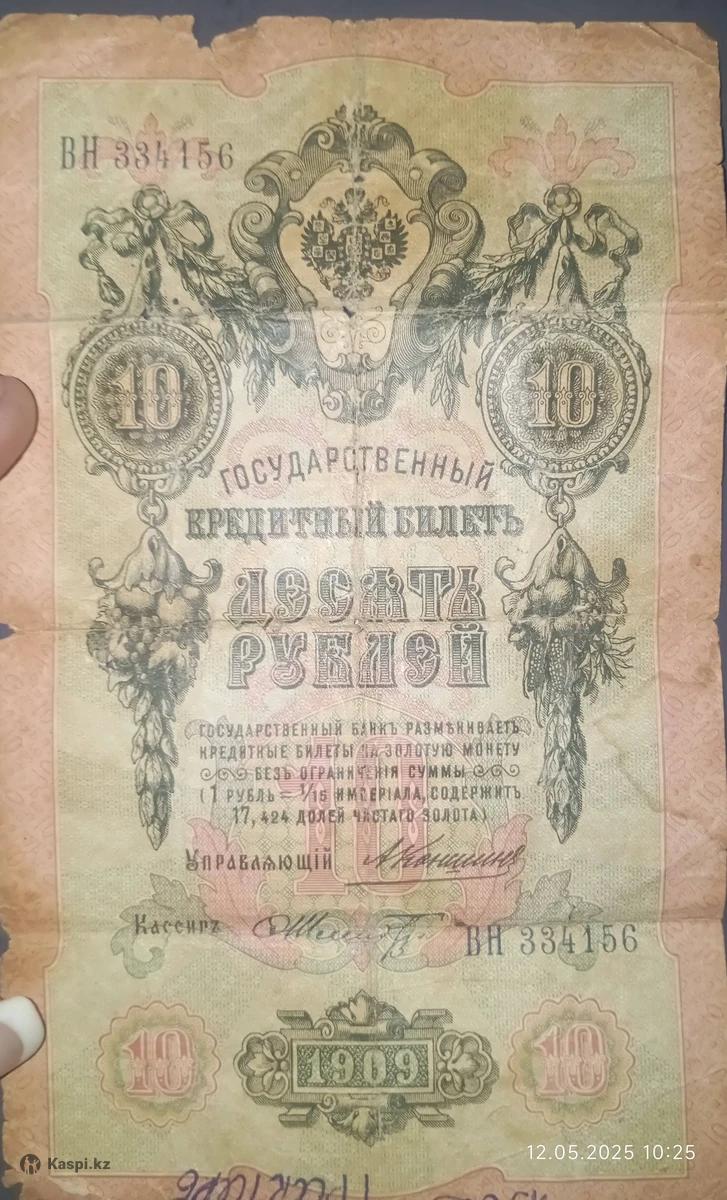 ВН 334156
10 10
ГОСУДАРСТВЕННЫЙ
КРЕДИТНЫЙ БИЛЕТЪ
ДЕСЯТЬ
РУБЛЕЙ
ГОСУДАРСТВЕННЫЙ БАНКЪ РАЗМѢНИВАЕТЪ
КРЕДИТНЫЕ БИЛЕТЫ НА ЗОЛОТУЮ МОНЕТУ
БЕЗЪ ОГРАНИЧЕНІЯ СУММЫ
(1 РУБЛЬ = 1/15 ИМПЕРІАЛА, СОДЕРЖИТЪ
17,424 ДОЛЕЙ ЧИСТАГО ЗОЛОТА)
10
УПРАВЛЯЮЩІЙ АКоншинъ
Кассиръ
ВН 334156
10 1909 10
Kaspi.kz
12.05.2025 10:25